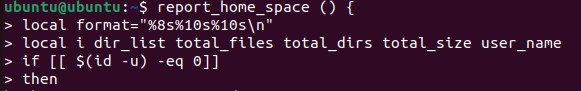 ubuntu@ubuntu:~$ report_home_space () {
> local format="%8s%10s%10s\n"
> local i dir_list total_files total_dirs total_size user_name
> if [[ $(id -u) -eq 0]]
> then